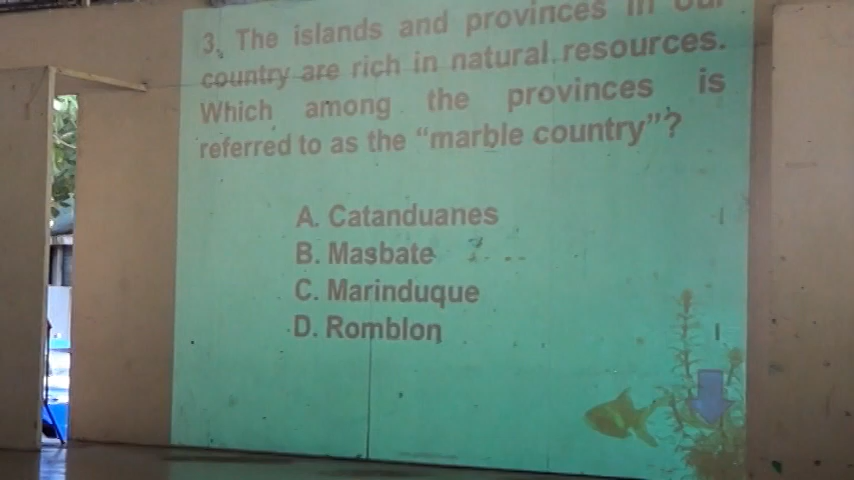 3. The islands and provinces in our
country are rich in natural resources.
Which among the provinces is
referred to as the “marble country”?
A. Catanduanes
B. Masbate
C. Marinduque
D. Romblon